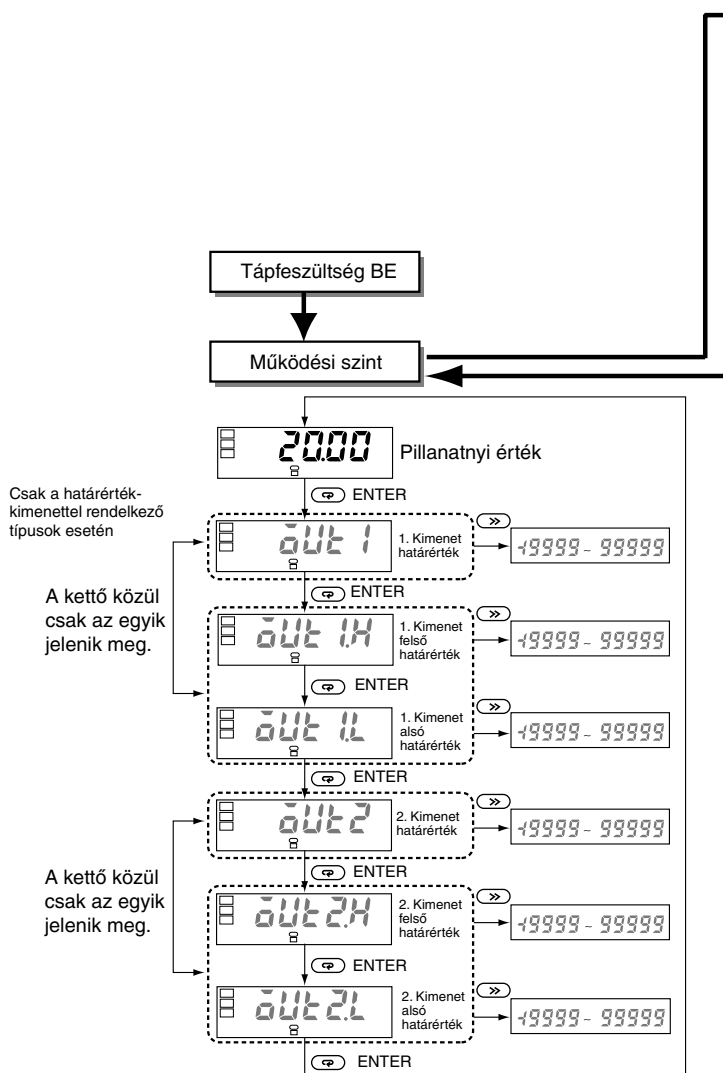 Tápfeszültség BE
Működési szint
20.00
Pillanatnyi érték
ENTER
Csak a határérték-
kimenettel rendelkező
típusok esetén
A kettő közül
csak az egyik
jelenik meg.
OUt 1
1. Kimenet
határérték
-19999 ~ 99999
ENTER
OUt 1.H
1. Kimenet
felső
határérték
-19999 ~ 99999
ENTER
OUt 1.L
1. Kimenet
alsó
határérték
-19999 ~ 99999
ENTER
A kettő közül
csak az egyik
jelenik meg.
OUt 2
2. Kimenet
határérték
-19999 ~ 99999
ENTER
OUt 2.H
2. Kimenet
felső
határérték
-19999 ~ 99999
ENTER
OUt 2.L
2. Kimenet
alsó
határérték
-19999 ~ 99999
ENTER